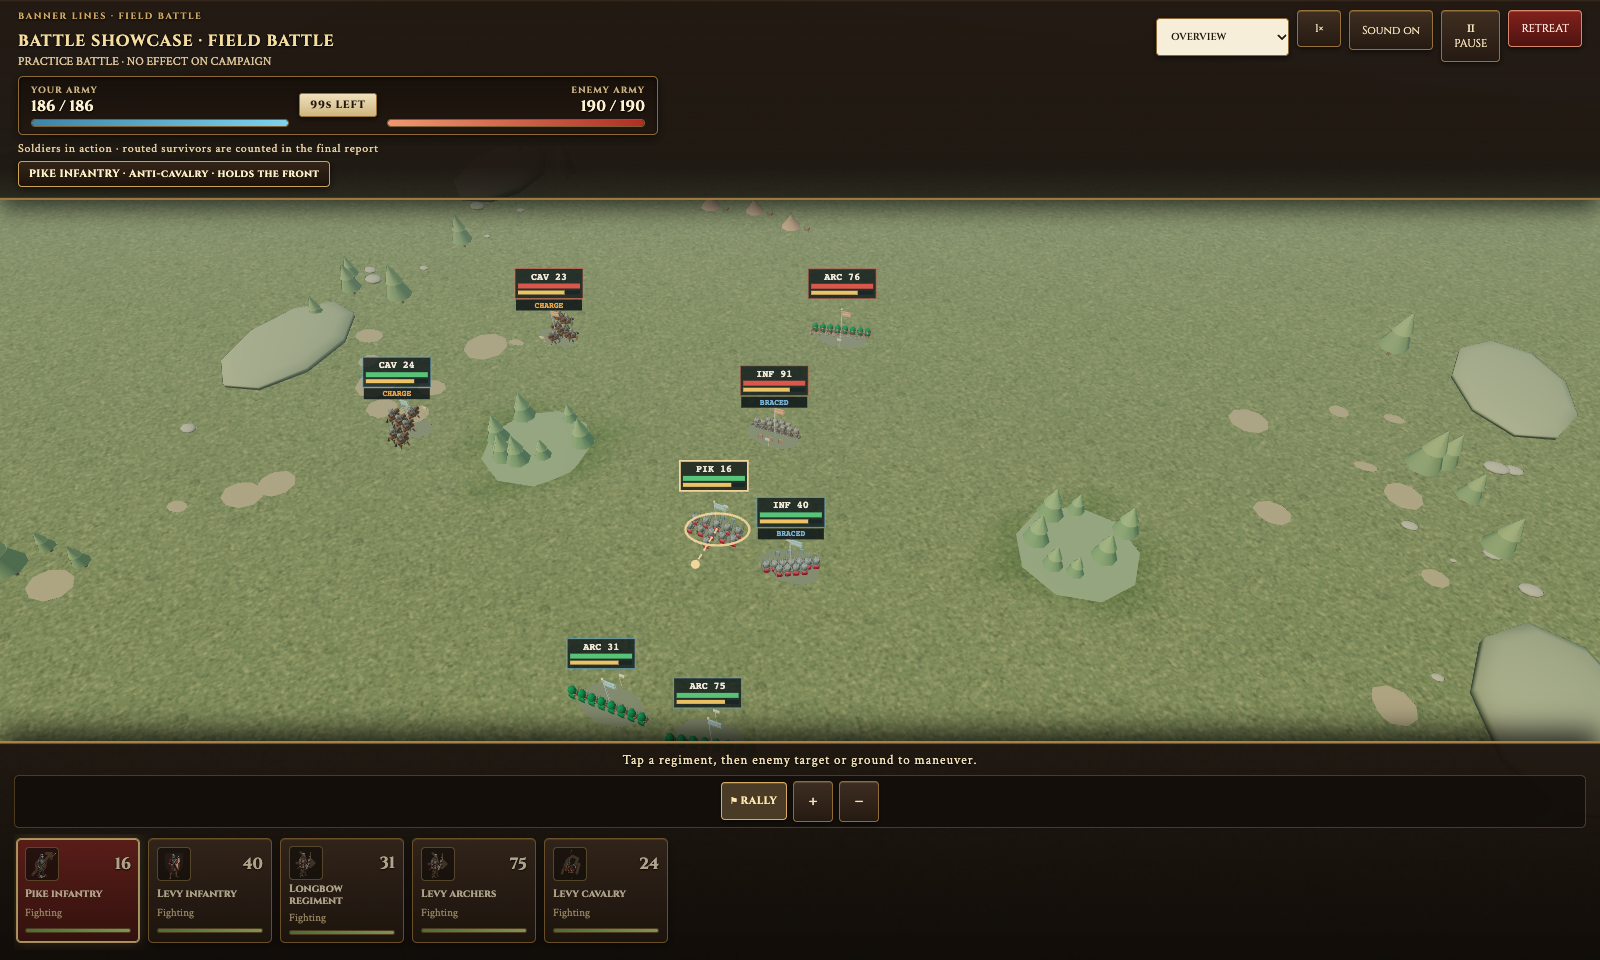 BANNER LINES · FIELD BATTLE
BATTLE SHOWCASE · FIELD BATTLE
PRACTICE BATTLE · NO EFFECT ON CAMPAIGN
YOUR ARMY
186 / 186
99s LEFT
ENEMY ARMY
190 / 190
Soldiers in action · routed survivors are counted in the final report
PIKE INFANTRY · ANTI-CAVALRY · HOLDS THE FRONT
OVERVIEW
1×
SOUND ON
PAUSE
RETREAT
CAV 23
CHARGE
ARC 76
CAV 24
CHARGE
INF 91
BRACED
PIK 16
INF 40
BRACED
ARC 31
ARC 75
Tap a regiment, then enemy target or ground to maneuver.
⚑ RALLY
+
−
16
PIKE INFANTRY
Fighting
40
LEVY INFANTRY
Fighting
31
LONGBOW
REGIMENT
Fighting
75
LEVY ARCHERS
Fighting
24
LEVY CAVALRY
Fighting